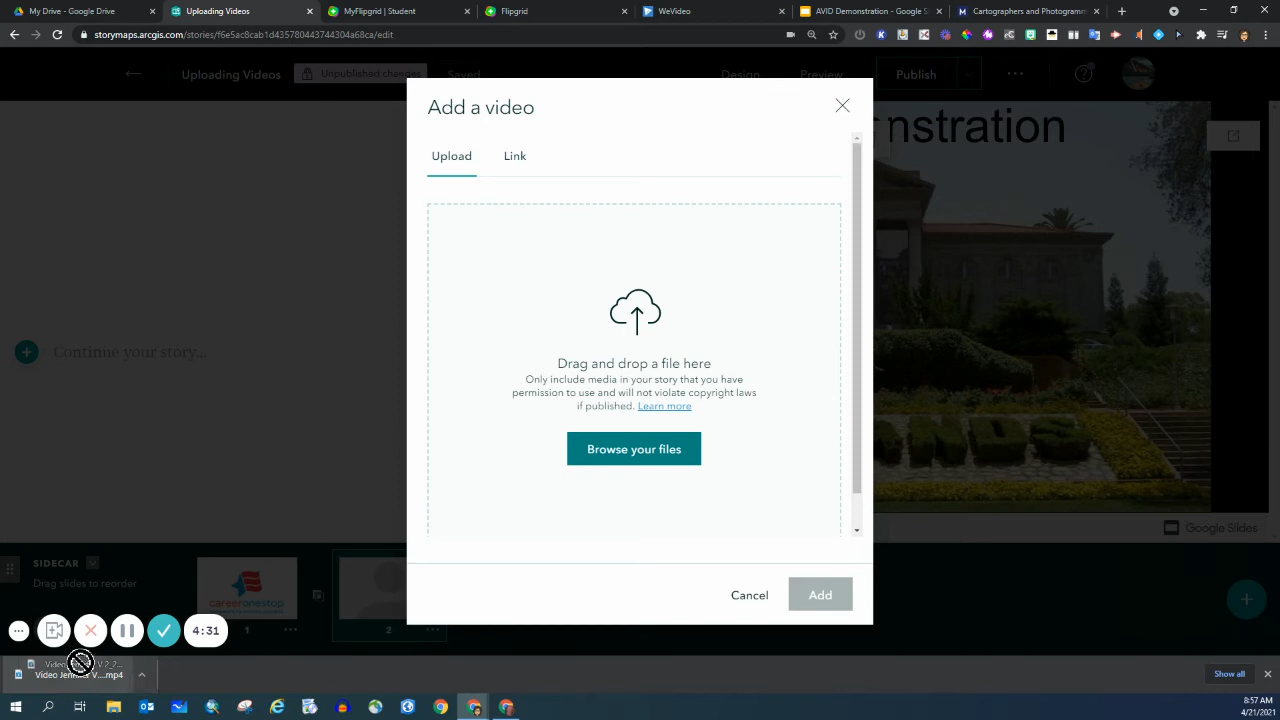 My Drive - Google Drive
Uploading Videos
MyFlipgrid | Student
Flipgrid
WeVideo
AVID Demonstration - Google S
Cartographers and Photogramm
storymaps.arcgis.com/stories/f6e5ac8cab1d435780443744304a68ca/edit
Uploading Videos
Unpublished changes
Saved
Design
Preview
Publish
Add a video
nstration
Upload
Link
Drag and drop a file here
Only include media in your story that you have
permission to use and will not violate copyright laws
if published. Learn more
Continue your story...
Browse your files
Google Slides
SIDECAR
Drag slides to reorder
careeronestop
Cancel
Add
1
2
4:31
Video V 2_2...
Video Je V....mp4
Show all
8:57 AM
4/21/2021